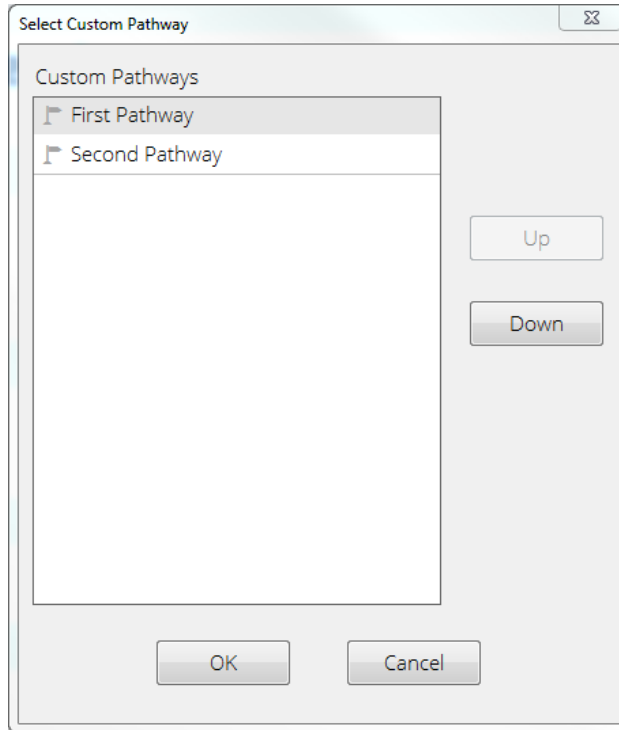 Select Custom Pathway
Custom Pathways
First Pathway
Second Pathway
Up
Down
OK
Cancel